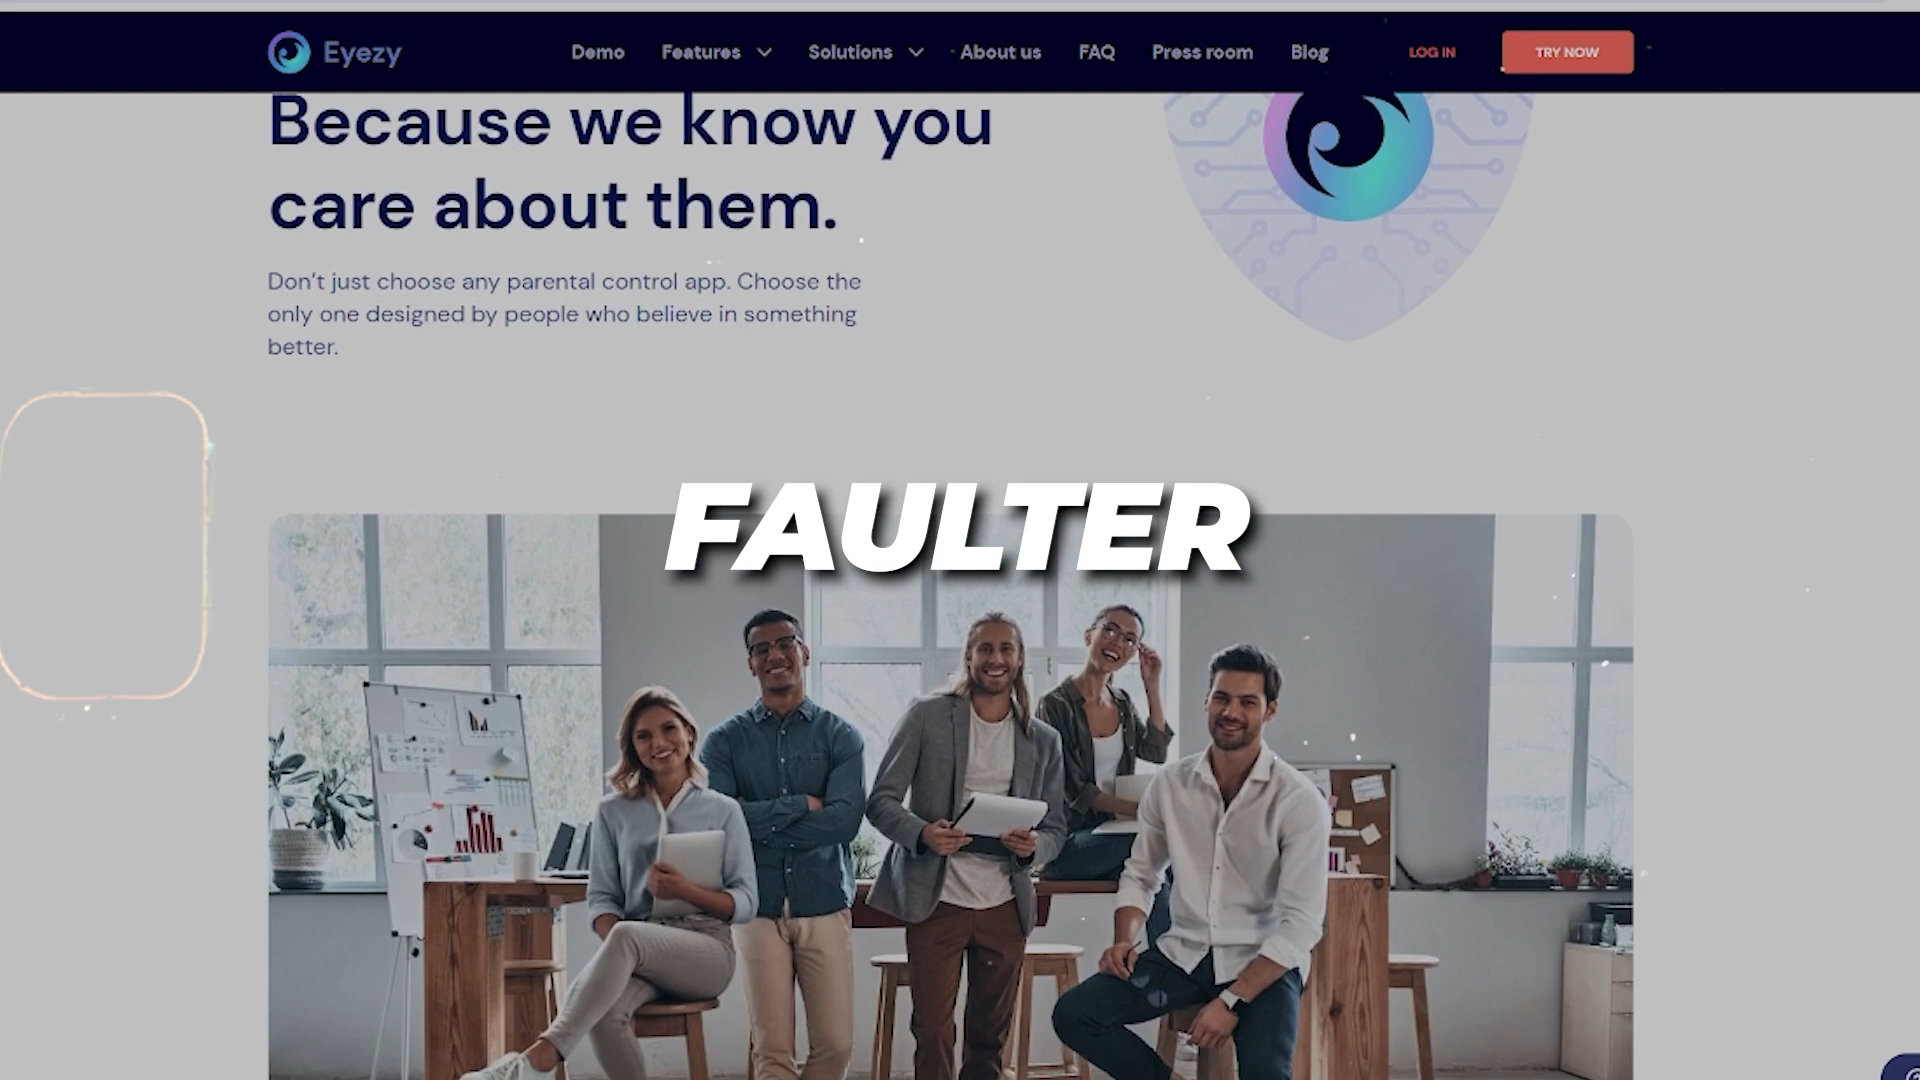 Eyezy
Demo Features Solutions About us FAQ Press room Blog LOG IN TRY NOW
Because we know you
care about them.
Don't just choose any parental control app. Choose the
only one designed by people who believe in something
better.
FAULTER